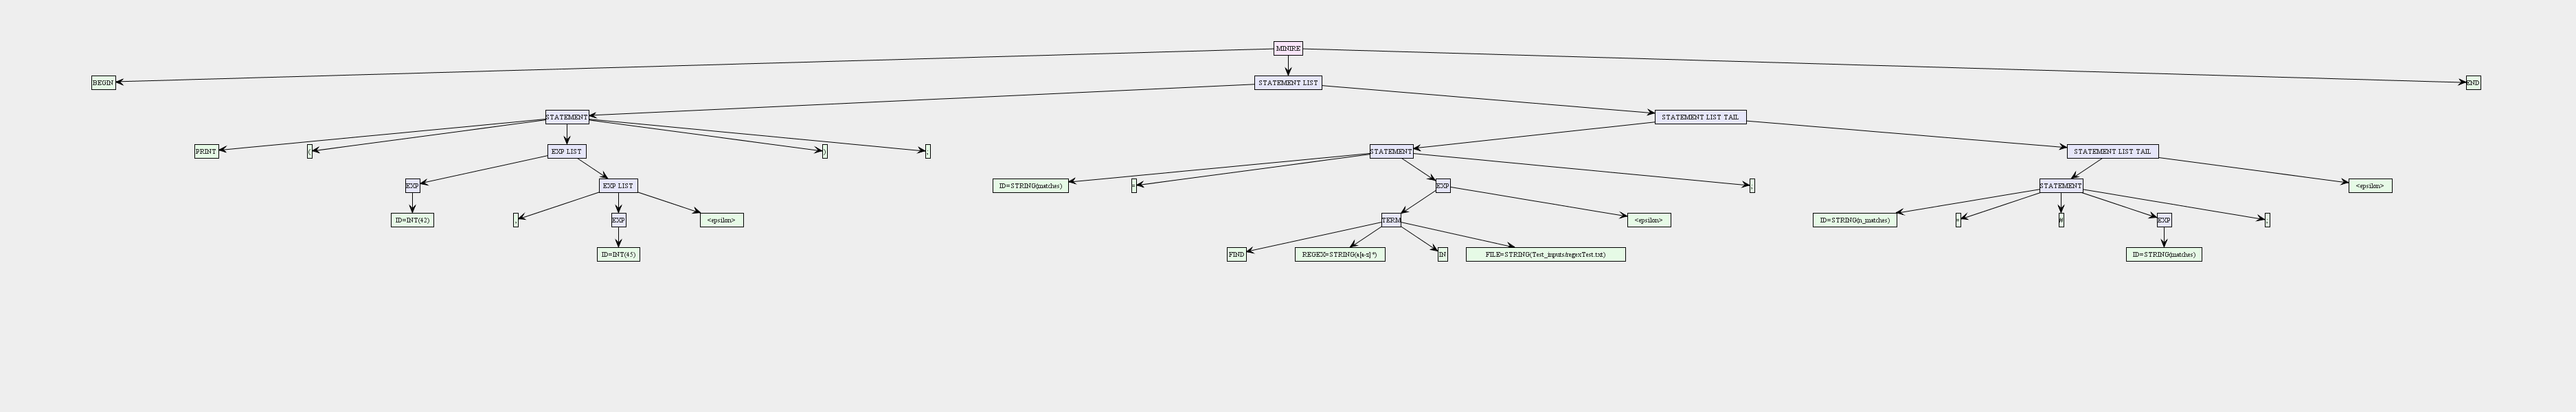 MINIRE
BEGIN STATEMENT LIST END
STATEMENT STATEMENT LIST TAIL
PRINT ( EXP LIST ) ; STATEMENT STATEMENT LIST TAIL
EXP EXP LIST ID=STRING(matches) = EXP ; STATEMENT <epsilon>
ID=INT(42) , EXP <epsilon> TERM <epsilon> ID=STRING(n_matches) = # EXP ;
ID=INT(45) FIND REGEX=STRING(a[a-z]*) IN FILE=STRING(Test_inputs/regexTest.txt) ID=STRING(matches)